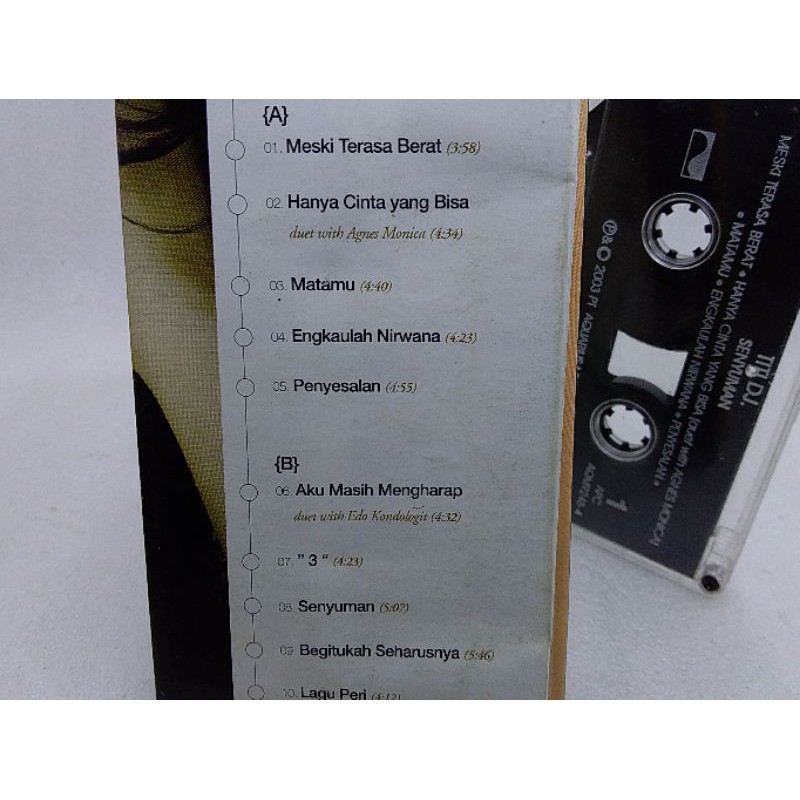 {A}
01. Meski Terasa Berat (3:58)
02. Hanya Cinta yang Bisa
duet with Agnes Monica (4:34)
03. Matamu (4:40)
04. Engkaulah Nirwana (4:23)
05. Penyesalan (4:55)
{B}
06. Aku Masih Mengharap
duet with Edo Kondologit (4:32)
07. " 3 " (4:23)
08. Senyuman (5:07)
09. Begitukah Seharusnya (5:46)
10. Lagu Peri (4:12)
TITI DJ.
SENYUMAN
MESKI TERASA BERAT • HANYA CINTA YANG BISA (duet with AGNES MONICA)
• MATAMU • ENGKAULAH NIRWANA • PENYESALAN •
℗&© 2003 PT. AQUARIUS
1